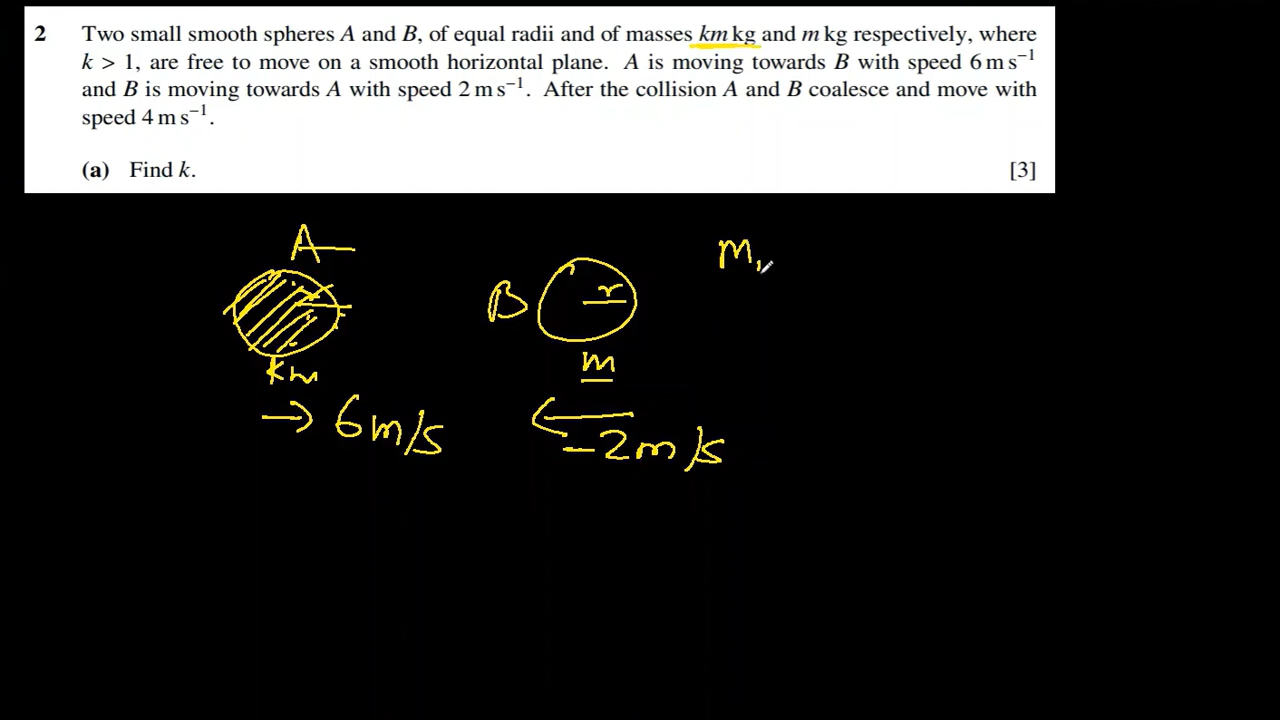 2 Two small smooth spheres A and B, of equal radii and of masses km kg and m kg respectively, where
k > 1, are free to move on a smooth horizontal plane. A is moving towards B with speed 6 m s⁻¹
and B is moving towards A with speed 2 m s⁻¹. After the collision A and B coalesce and move with
speed 4 m s⁻¹.
(a) Find k. [3]
A
B
r
m₁
km
m
→ 6m/s
-2m/s